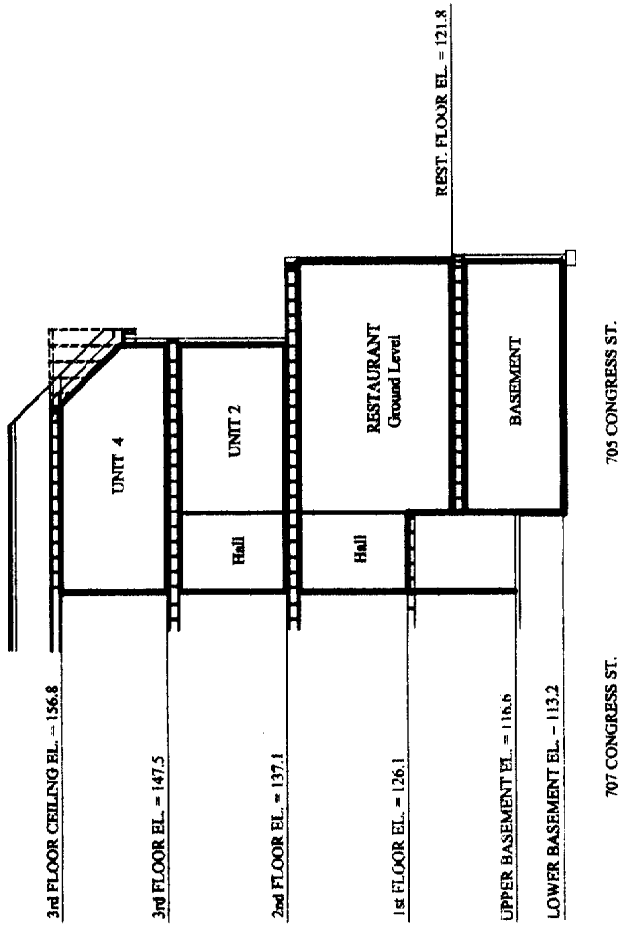 3rd FLOOR CEILING EL. = 156.8
3rd FLOOR EL. = 147.5
2nd FLOOR EL. = 137.1
1st FLOOR EL. = 126.1
UPPER BASEMENT EL. = 116.6
LOWER BASEMENT EL. - 113.2
UNIT 4
Hall
UNIT 2
Hall
RESTAURANT
Ground Level
BASEMENT
REST. FLOOR EL. = 121.8
707 CONGRESS ST.
705 CONGRESS ST.